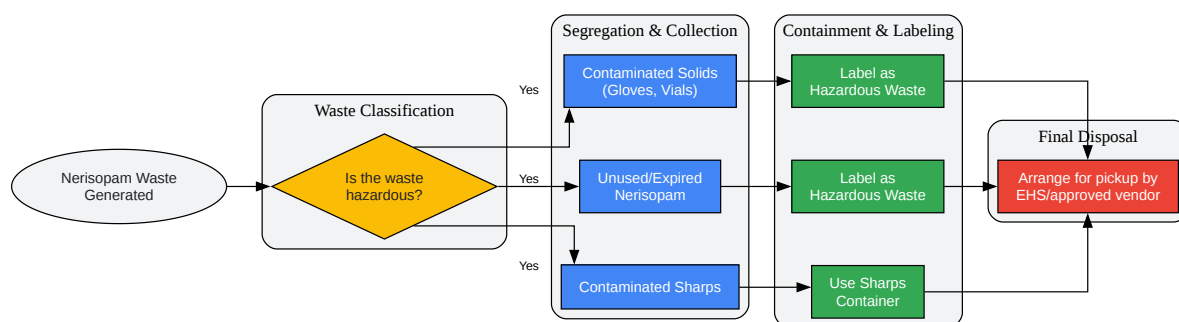 Segregation & Collection
Containment & Labeling
Yes
Contaminated Solids
(Gloves, Vials)
Label as
Hazardous Waste
Waste Classification
Final Disposal
Nerisopam Waste
Generated
Is the waste
hazardous?
Yes
Unused/Expired
Nerisopam
Label as
Hazardous Waste
Arrange for pickup by
EHS/approved vendor
Yes
Contaminated Sharps
Use Sharps
Container